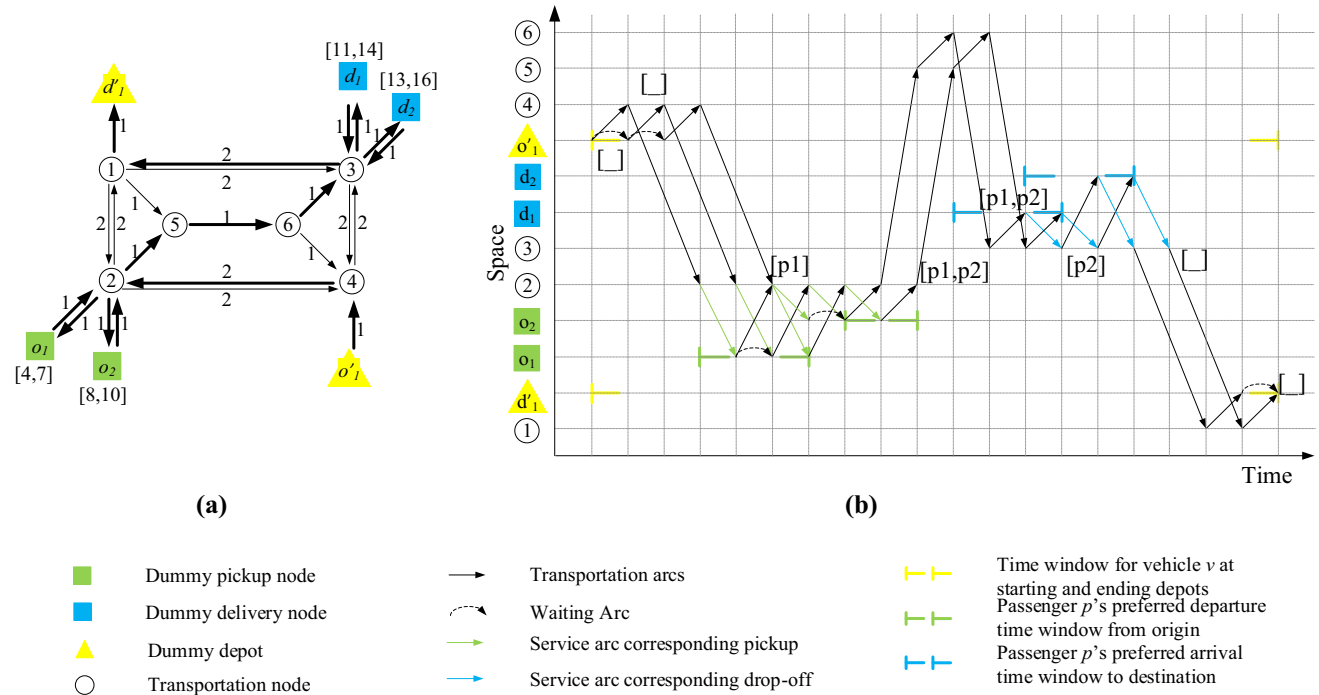 [11,14]
d1
[13,16]
d2
d'1
1
1
1
1
1
1
2
2
3
2
2
1
1
1
5
1
6
1
2
2
2
2
2
4
1
1
1
1
1
o1
[4,7]
o2
[8,10]
o'1
(a)
Space
6
5
4
o'1
d2
d1
3
2
o2
o1
d'1
1
[_]
[_]
[p1]
[p1,p2]
[p1,p2]
[p2]
[_]
[_]
Time
(b)
Dummy pickup node
Dummy delivery node
Dummy depot
Transportation node
Transportation arcs
Waiting Arc
Service arc corresponding pickup
Service arc corresponding drop-off
Time window for vehicle v at
starting and ending depots
Passenger p's preferred departure
time window from origin
Passenger p's preferred arrival
time window to destination